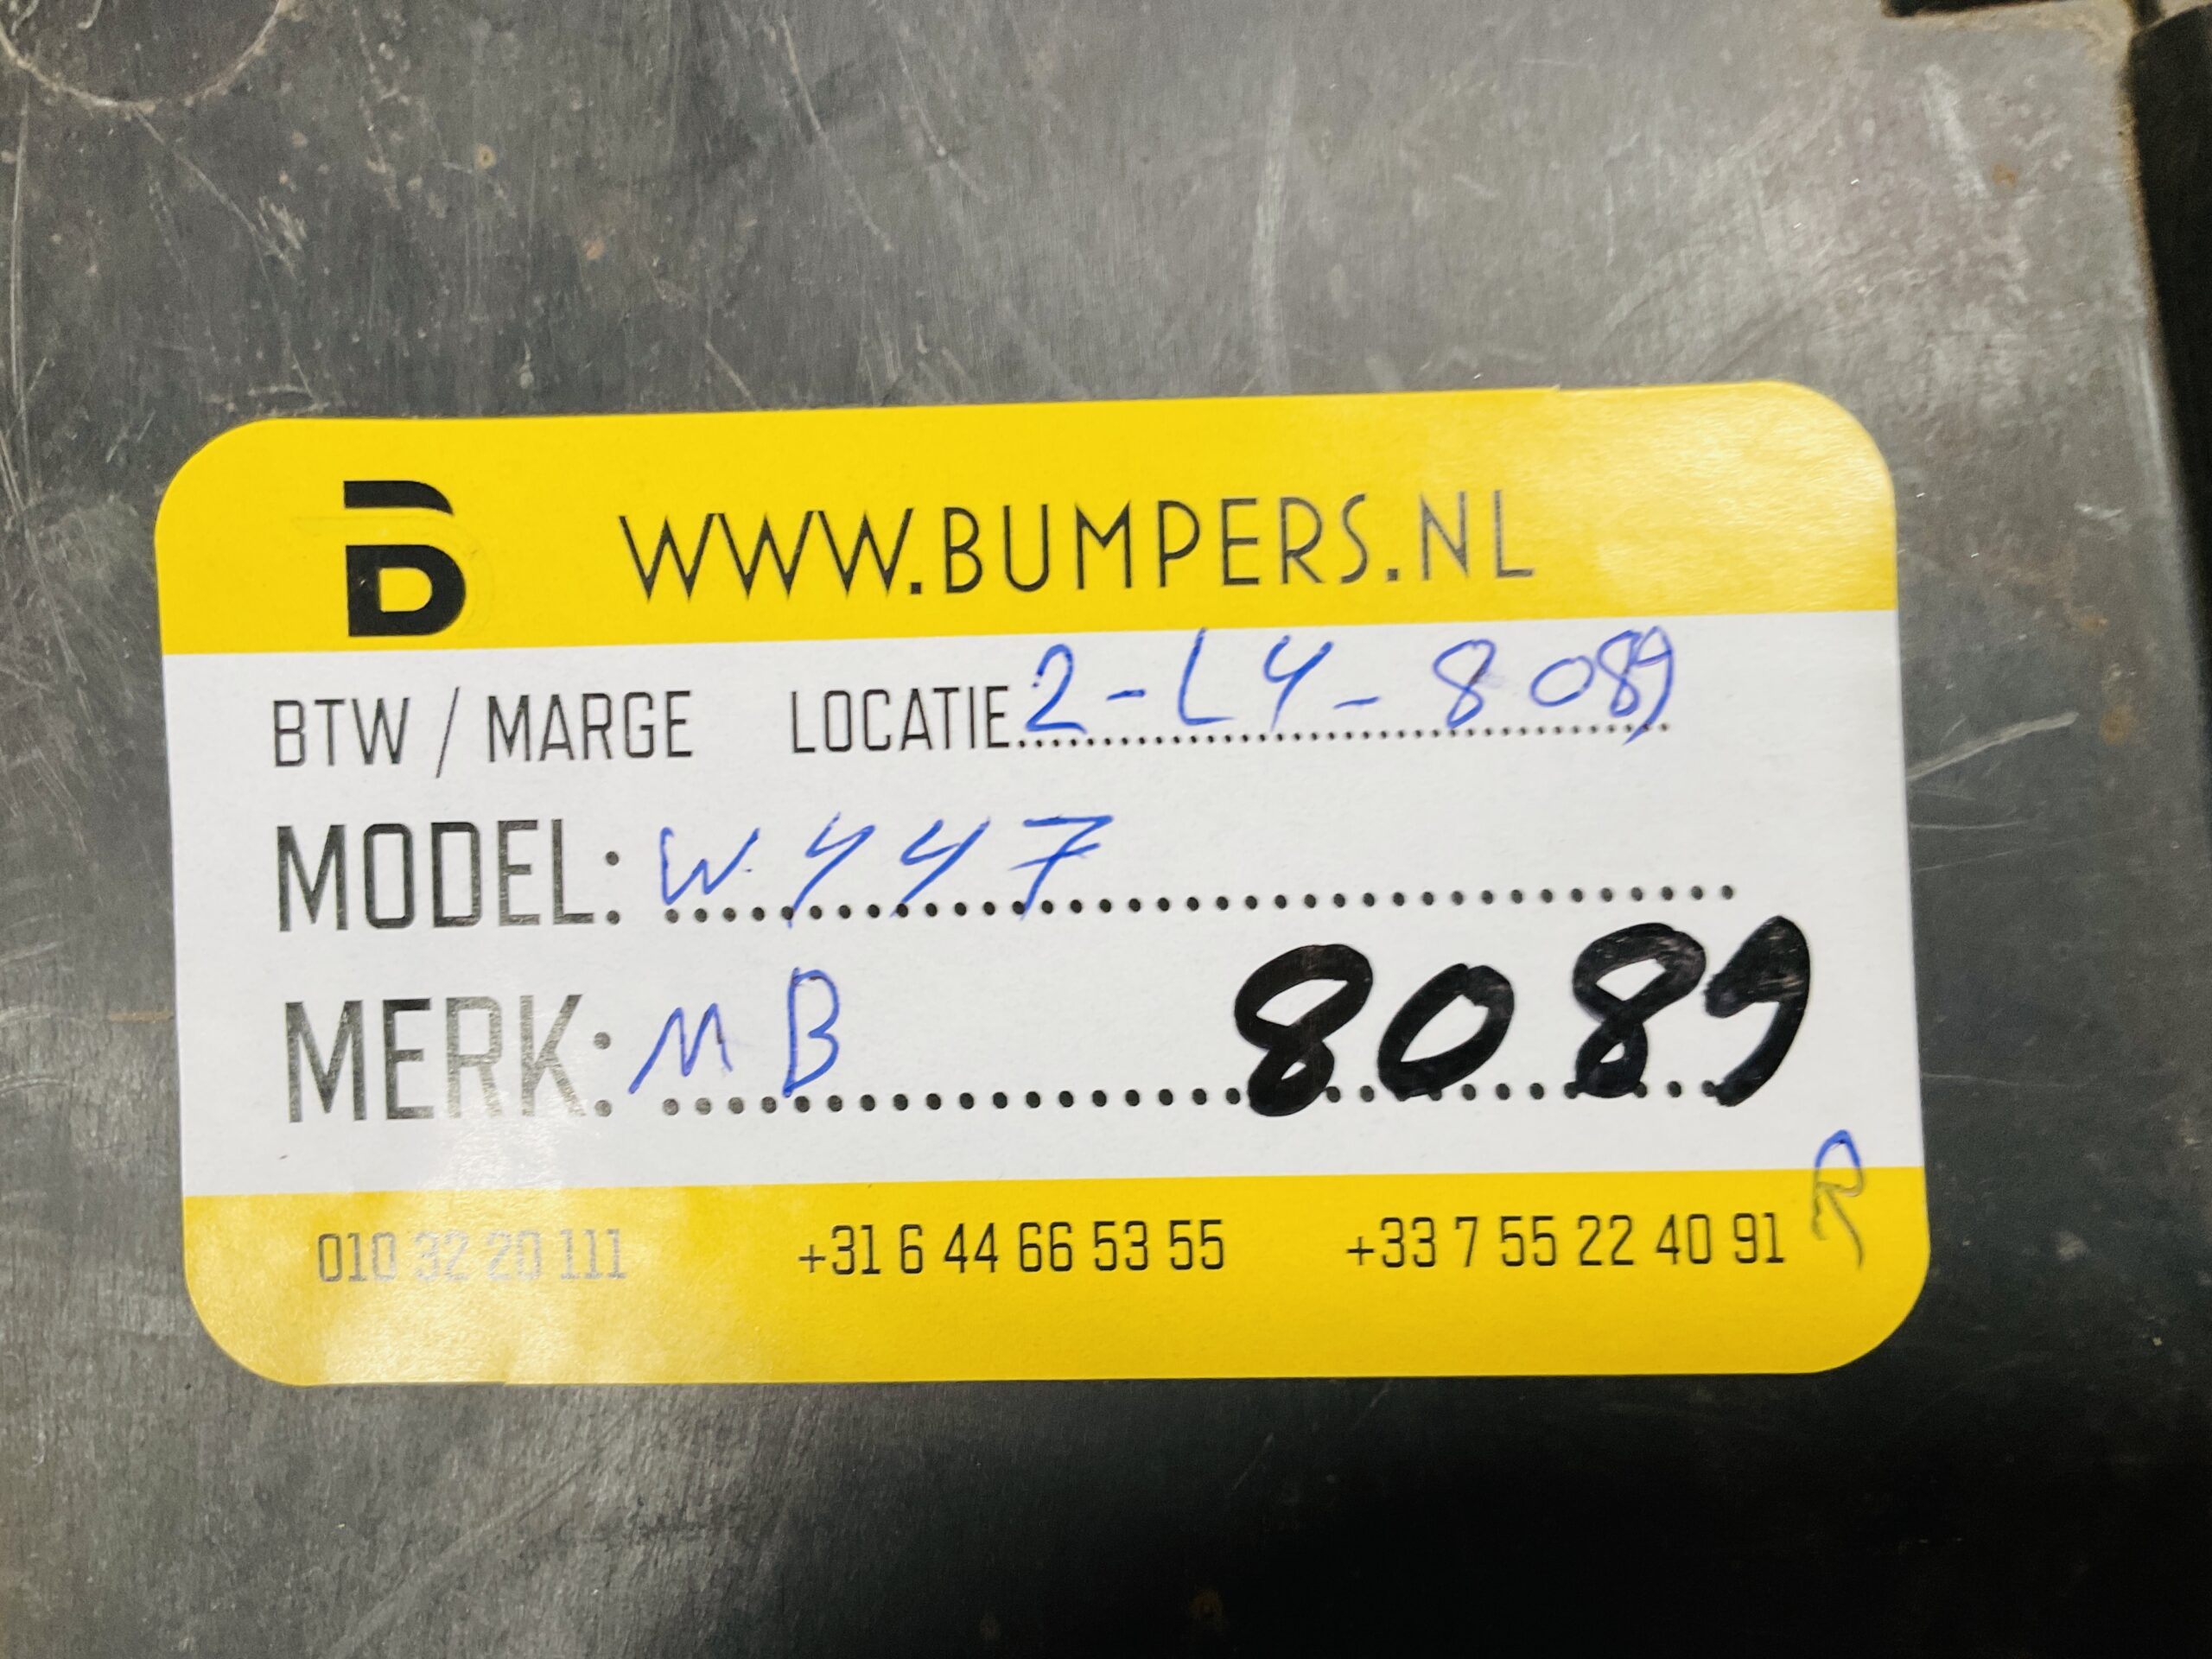 B WWW.BUMPERS.NL
BTW / MARGE LOCATIE 2-L4-8089
MODEL: W447
MERK: MB 8089
010 32 20 111 +31 6 44 66 53 55 +33 7 55 22 40 91